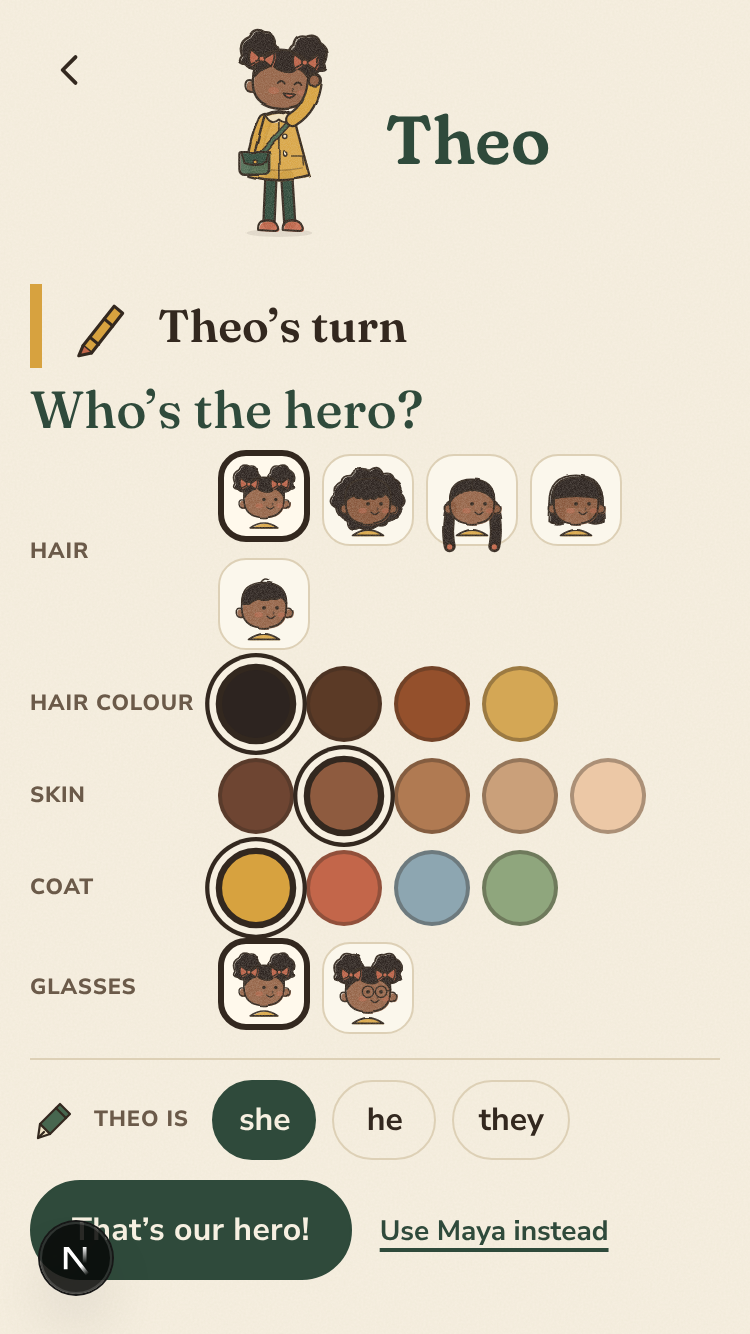 Theo
Theo’s turn
Who’s the hero?
HAIR
HAIR COLOUR
SKIN
COAT
GLASSES
THEO IS she he they
That’s our hero! Use Maya instead
N